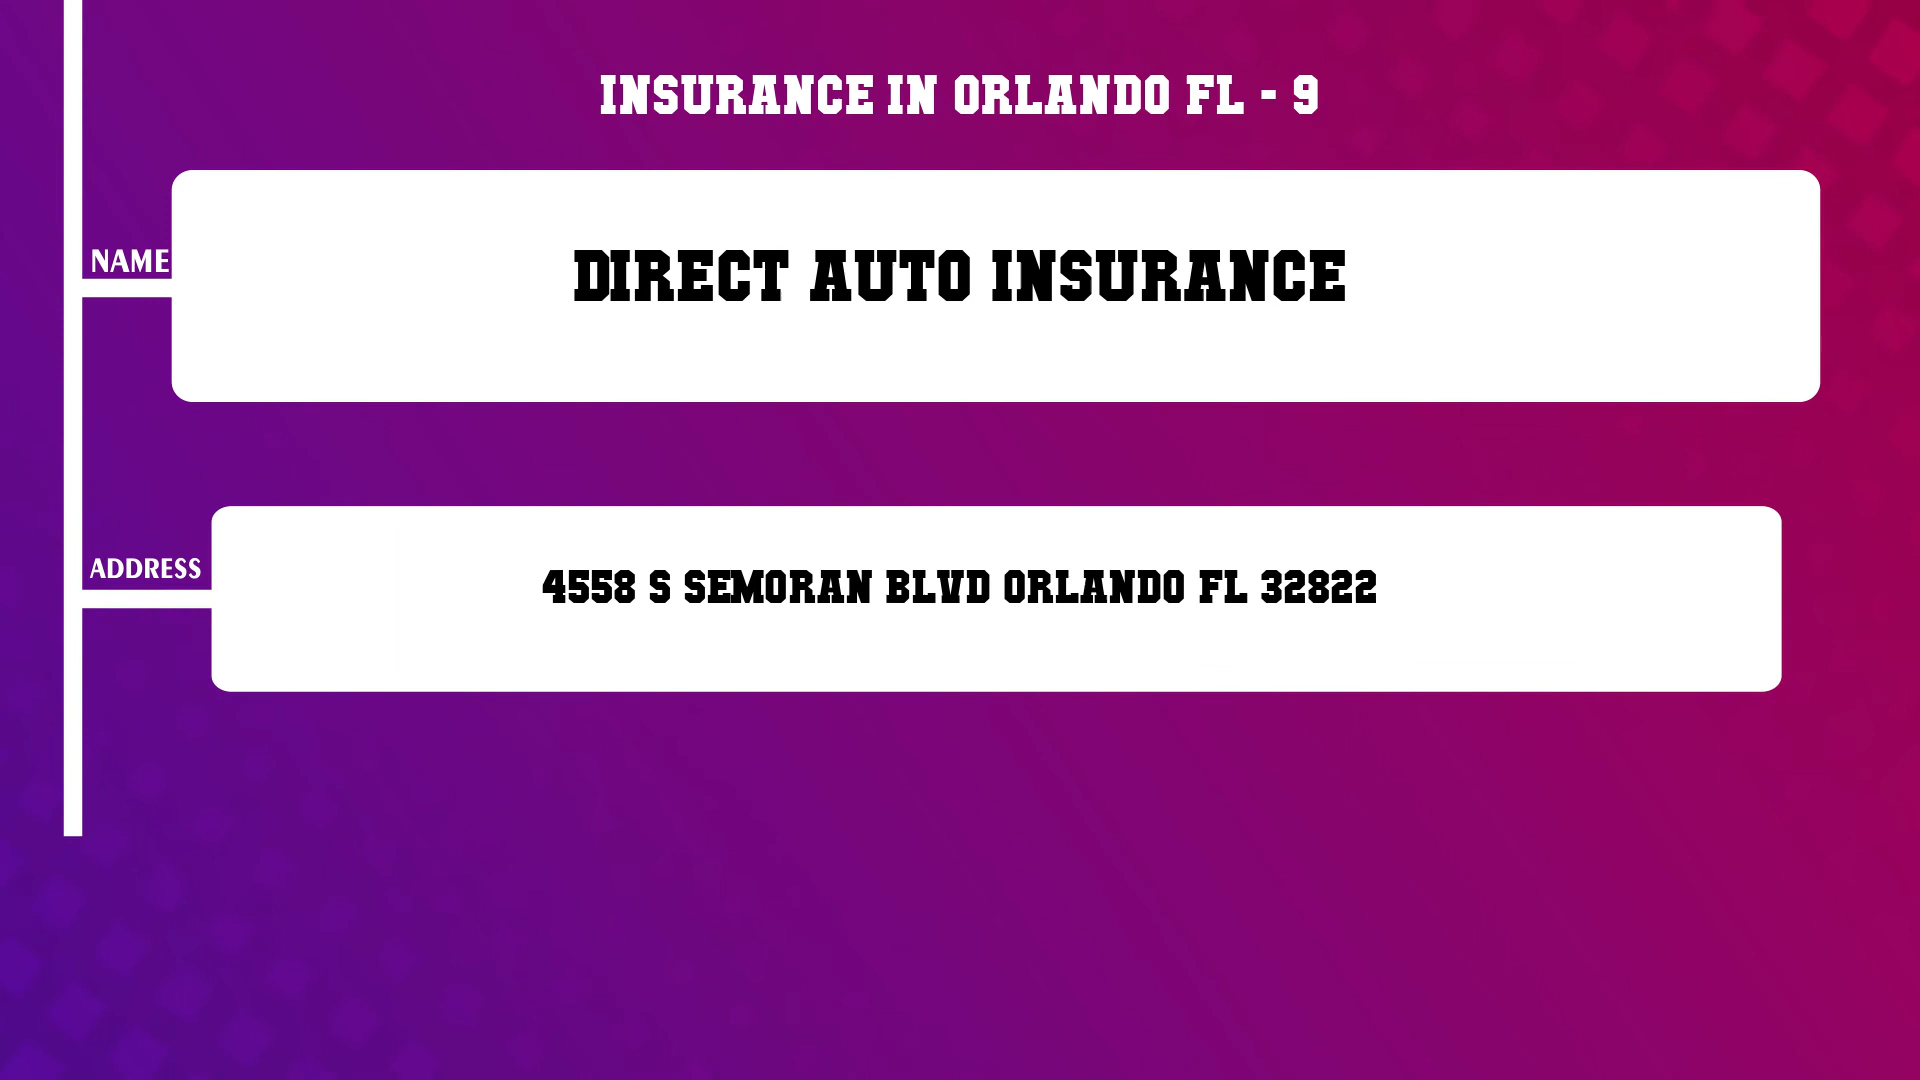 INSURANCE IN ORLANDO FL - 9
NAME
DIRECT AUTO INSURANCE
ADDRESS
4558 S SEMORAN BLVD ORLANDO FL 32822